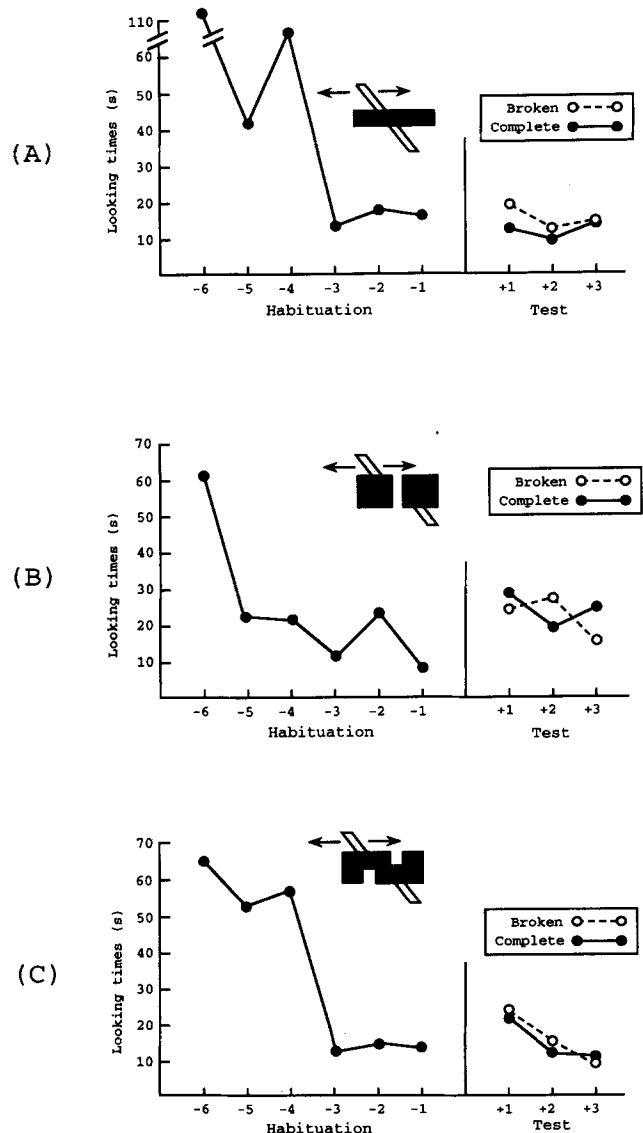 (A)
Looking times (s)
110
60
40
20
10
Broken
Complete
-6 -5 -4 -3 -2 -1
+1 +2 +3
Habituation
Test
(B)
Looking times (s)
70
60
50
40
30
20
10
Broken
Complete
-6 -5 -4 -3 -2 -1
+1 +2 +3
Habituation
Test
(C)
Looking times (s)
70
60
50
40
30
20
10
Broken
Complete
-6 -5 -4 -3 -2 -1
+1 +2 +3
Habituation
Test